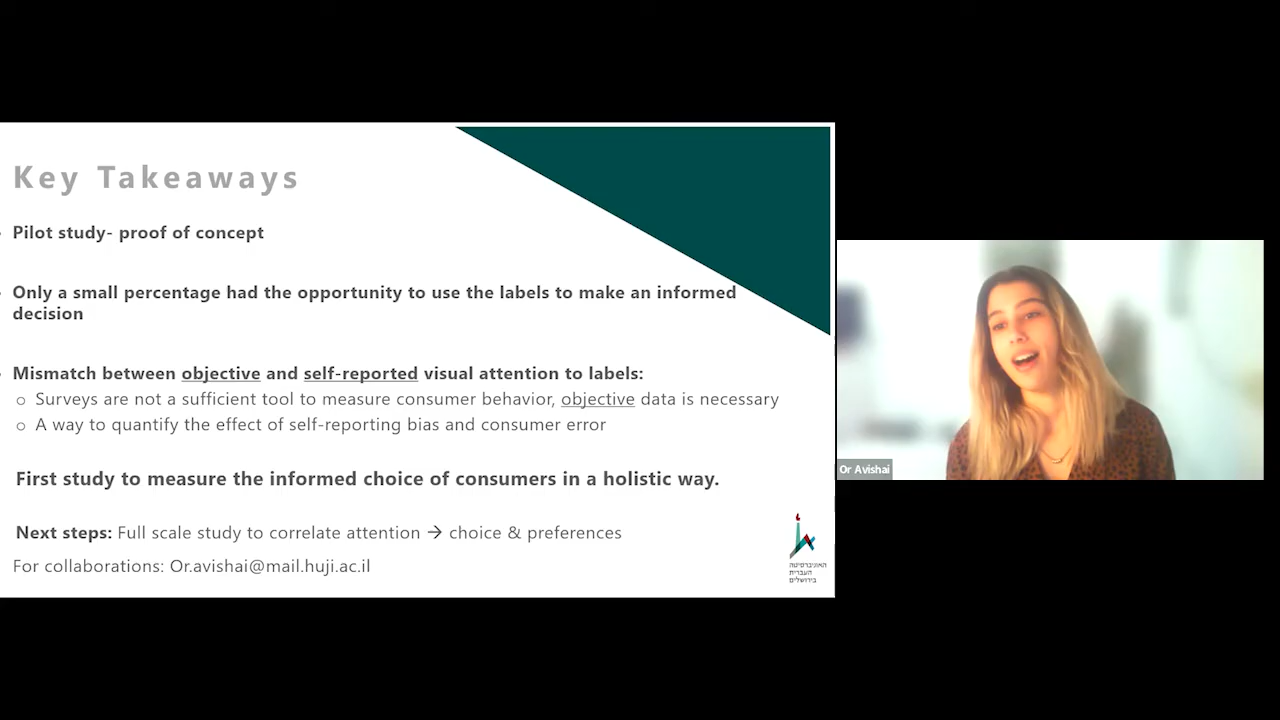 Key Takeaways
Pilot study- proof of concept
Only a small percentage had the opportunity to use the labels to make an informed
decision
Mismatch between objective and self-reported visual attention to labels:
o Surveys are not a sufficient tool to measure consumer behavior, objective data is necessary
o A way to quantify the effect of self-reporting bias and consumer error
First study to measure the informed choice of consumers in a holistic way.
Next steps: Full scale study to correlate attention → choice & preferences
For collaborations: Or.avishai@mail.huji.ac.il
האוניברסיטה
העברית
בירושלים
Or Avishai